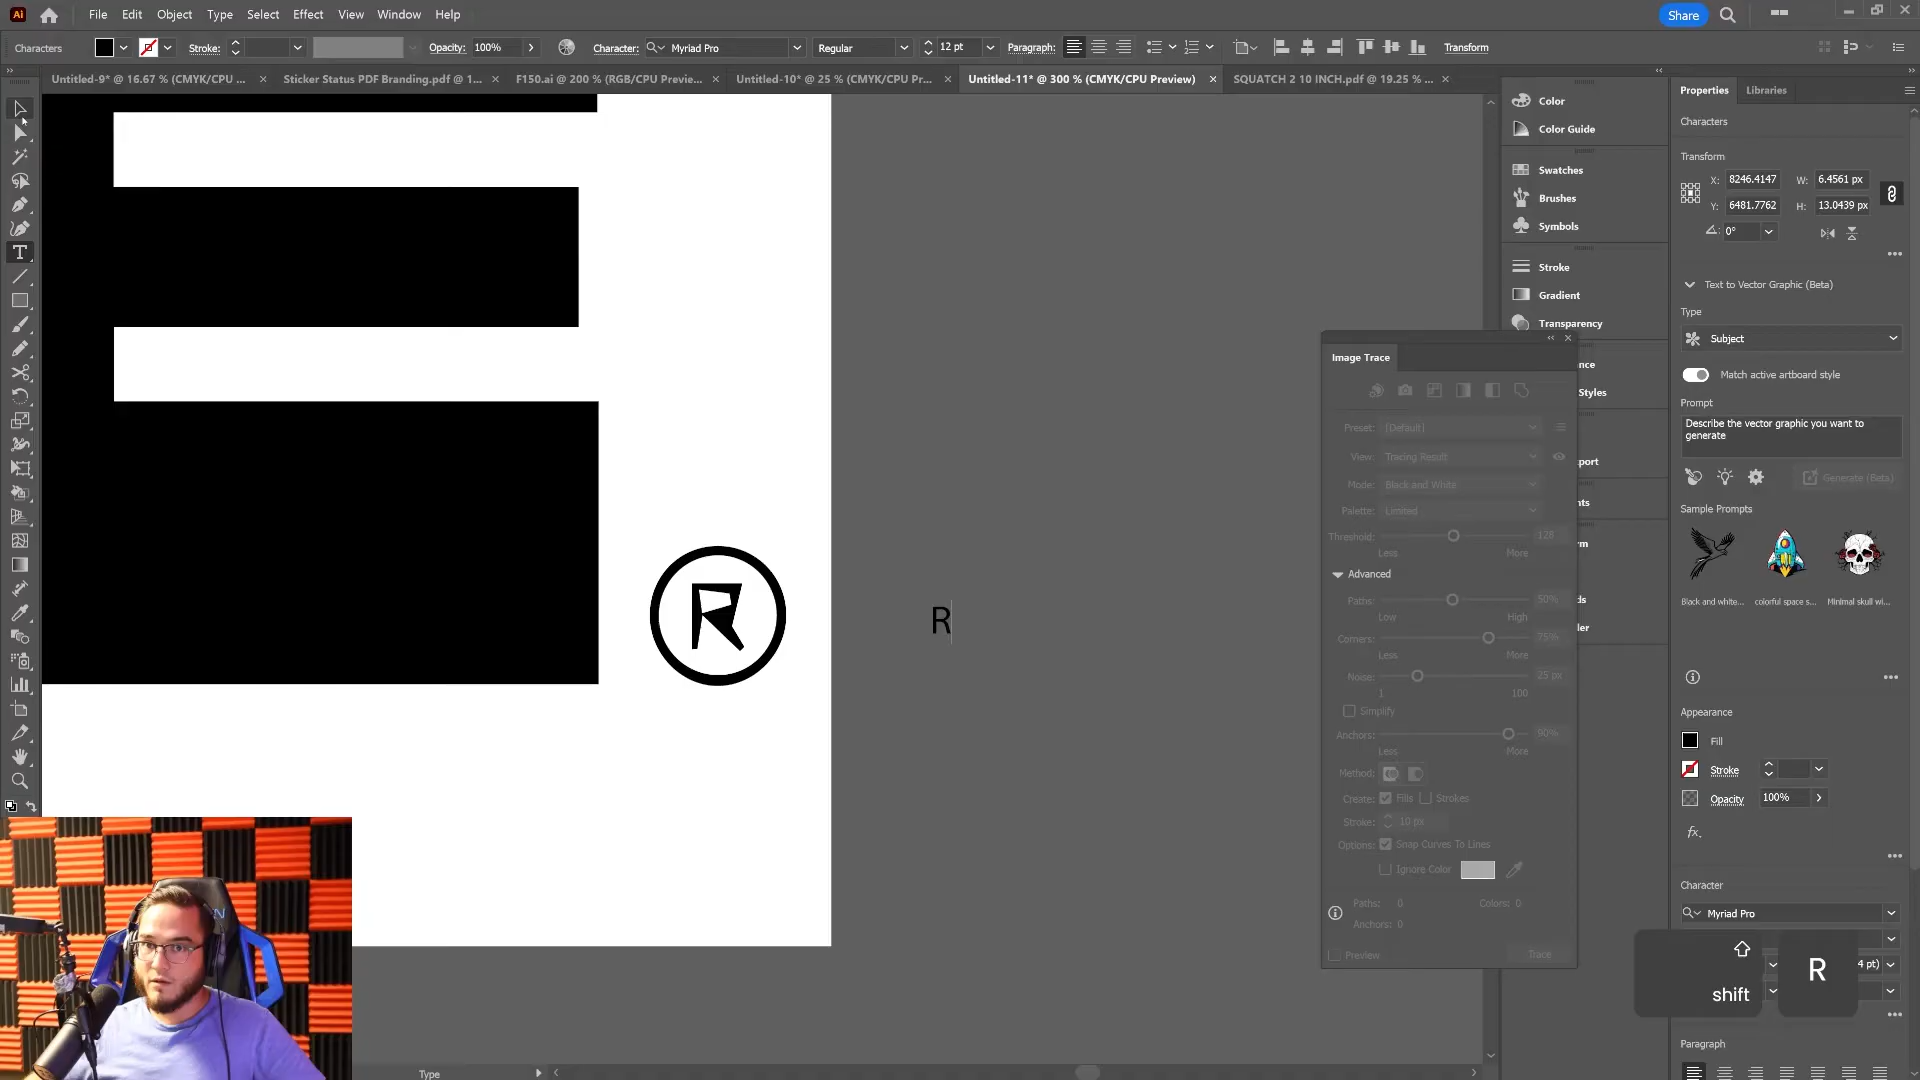 Ai
File Edit Object Type Select Effect View Window Help
Share
Characters
Stroke:
Opacity: 100%
Character: Myriad Pro
Regular
12 pt
Paragraph:
Transform
Untitled-9* @ 16.67 % (CMYK/CPU ...
Sticker Status PDF Branding.pdf @ 1...
F150.ai @ 200 % (RGB/CPU Previe...
Untitled-10* @ 25 % (CMYK/CPU Pr...
Untitled-11* @ 300 % (CMYK/CPU Preview)
SQUATCH 2 10 INCH.pdf @ 19.25 % ...
Color
Color Guide
Swatches
Brushes
Symbols
Stroke
Gradient
Transparency
nce
Styles
port
nts
rm
ds
ler
Image Trace
Preset: [Default]
View: Tracing Result
Mode: Black and White
Palette: Limited
Threshold: 128
Less More
Advanced
Paths: 50%
Low High
Corners: 75%
Less More
Noise: 25 px
1 100
Simplify
Anchors: 90%
Less More
Method:
Create: Fills Strokes
Stroke: 10 px
Options: Snap Curves To Lines
Ignore Color
Paths: 0 Colors: 0
Anchors: 0
Preview Trace
Properties Libraries
Characters
Transform
X: 8246.4147 W: 6.4561 px
Y: 6481.7762 H: 13.0439 px
0°
Text to Vector Graphic (Beta)
Type
Subject
Match active artboard style
Prompt
Describe the vector graphic you want to
generate
Generate (Beta)
Sample Prompts
Black and white... colorful space s... Minimal skull wi...
Appearance
Fill
Stroke
Opacity 100%
fx.
Character
Myriad Pro
4 pt)
Paragraph
shift
R
R
R
Type